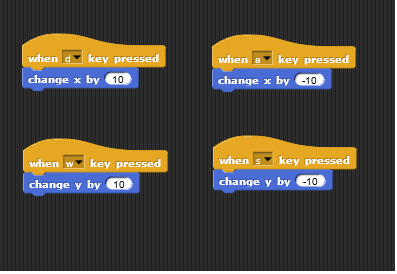 when d key pressed
change x by 10
when a key pressed
change x by -10
when w key pressed
change y by 10
when s key pressed
change y by -10